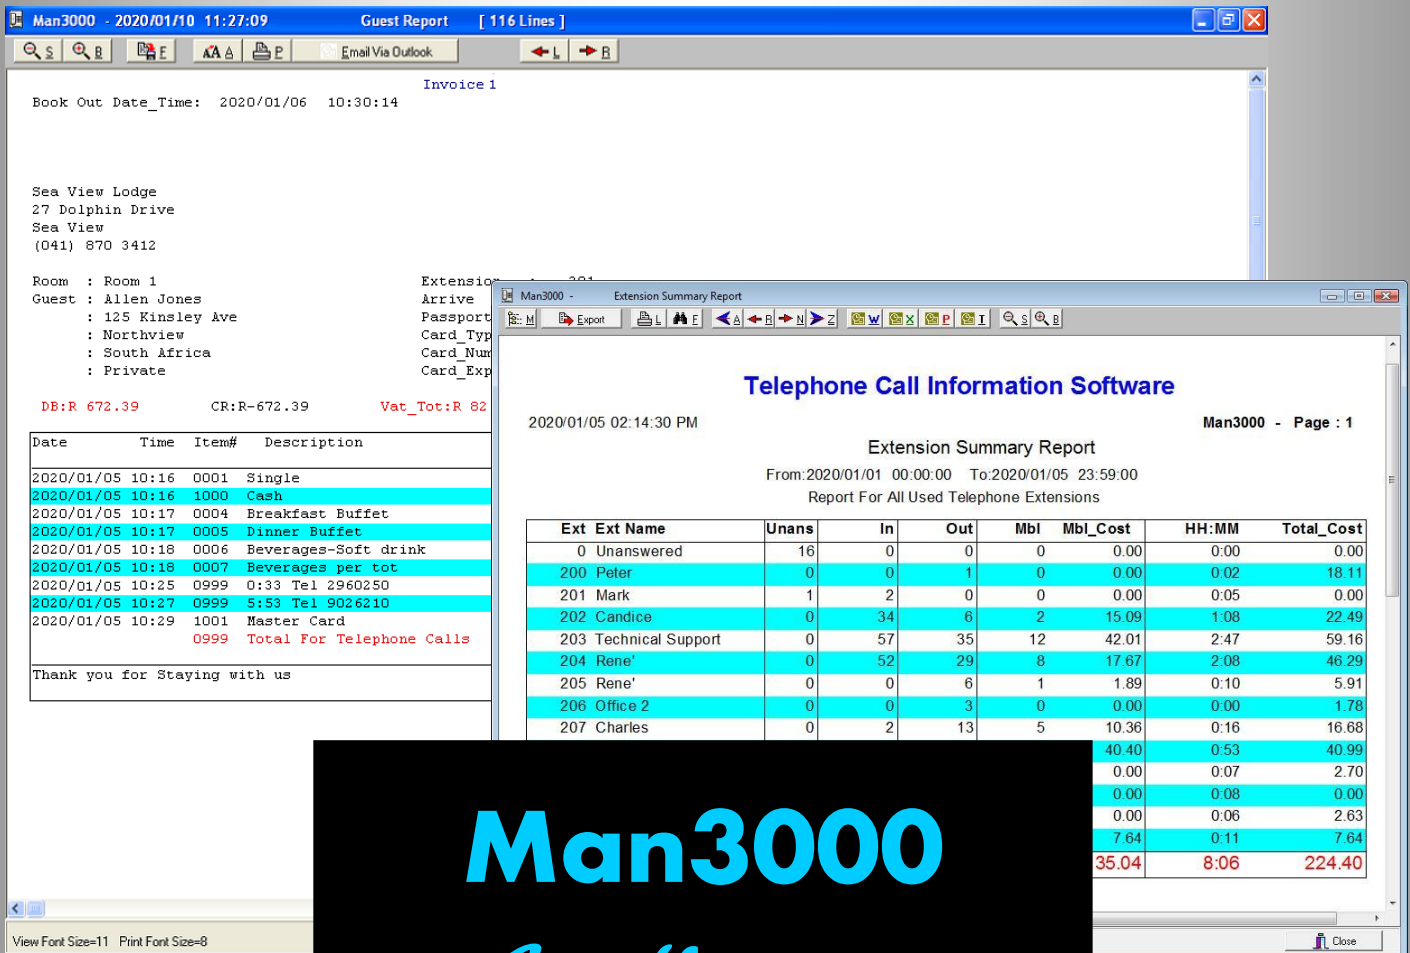 Man3000 - 2020/01/10 11:27:09 Guest Report [ 116 Lines ]
S B F A P Email Via Outlook L R
Invoice 1
Book Out Date_Time: 2020/01/06 10:30:14
Sea View Lodge
27 Dolphin Drive
Sea View
(041) 870 3412
Room : Room 1 Extension :
Guest : Allen Jones Arrive
: 125 Kinsley Ave Passport
: Northview Card_Typ
: South Africa Card_Num
: Private Card_Exp
DB:R 672.39 CR:R-672.39 Vat_Tot:R 82
Date Time Item# Description
2020/01/05 10:16 0001 Single
2020/01/05 10:16 1000 Cash
2020/01/05 10:17 0004 Breakfast Buffet
2020/01/05 10:17 0005 Dinner Buffet
2020/01/05 10:18 0006 Beverages-Soft drink
2020/01/05 10:18 0007 Beverages per tot
2020/01/05 10:25 0999 0:33 Tel 2960250
2020/01/05 10:27 0999 5:53 Tel 9026210
2020/01/05 10:29 1001 Master Card
0999 Total For Telephone Calls
Thank you for Staying with us
View Font Size=11 Print Font Size=8
Man3000 - Extension Summary Report
M Export L F A B N Z W X P I S B
Telephone Call Information Software
2020/01/05 02:14:30 PM Man3000 - Page : 1
Extension Summary Report
From:2020/01/01 00:00:00 To:2020/01/05 23:59:00
Report For All Used Telephone Extensions
Ext Ext Name Unans In Out Mbl Mbl_Cost HH:MM Total_Cost
0 Unanswered 16 0 0 0 0.00 0:00 0.00
200 Peter 0 0 1 0 0.00 0:02 18.11
201 Mark 1 2 0 0 0.00 0:05 0.00
202 Candice 0 34 6 2 15.09 1:08 22.49
203 Technical Support 0 57 35 12 42.01 2:47 59.16
204 Rene' 0 52 29 8 17.67 2:08 46.29
205 Rene' 0 0 6 1 1.89 0:10 5.91
206 Office 2 0 0 3 0 0.00 0:00 1.78
207 Charles 0 2 13 5 10.36 0:16 16.68
40.40 0:53 40.99
0.00 0:07 2.70
0.00 0:08 0.00
0.00 0:06 2.63
7.64 0:11 7.64
35.04 8:06 224.40
Close
Man3000